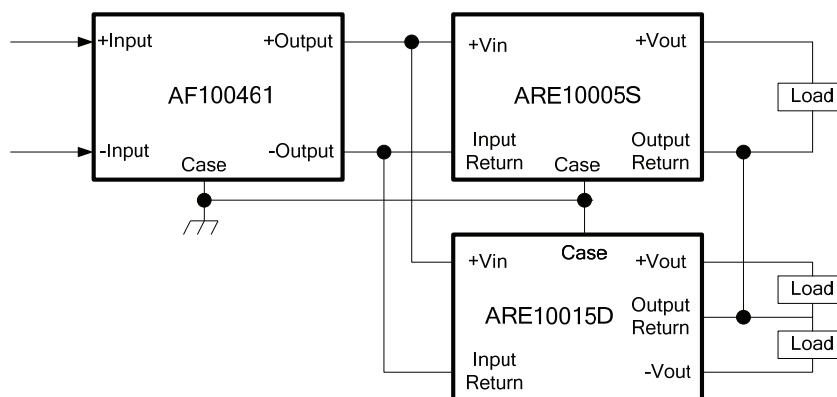 +Input
+Output
AF100461
-Input
-Output
Case
+Vin
+Vout
ARE10005S
Input
Return
Output
Return
Case
Load
+Vin
Case
+Vout
ARE10015D
Output
Return
Input
Return
-Vout
Load
Load